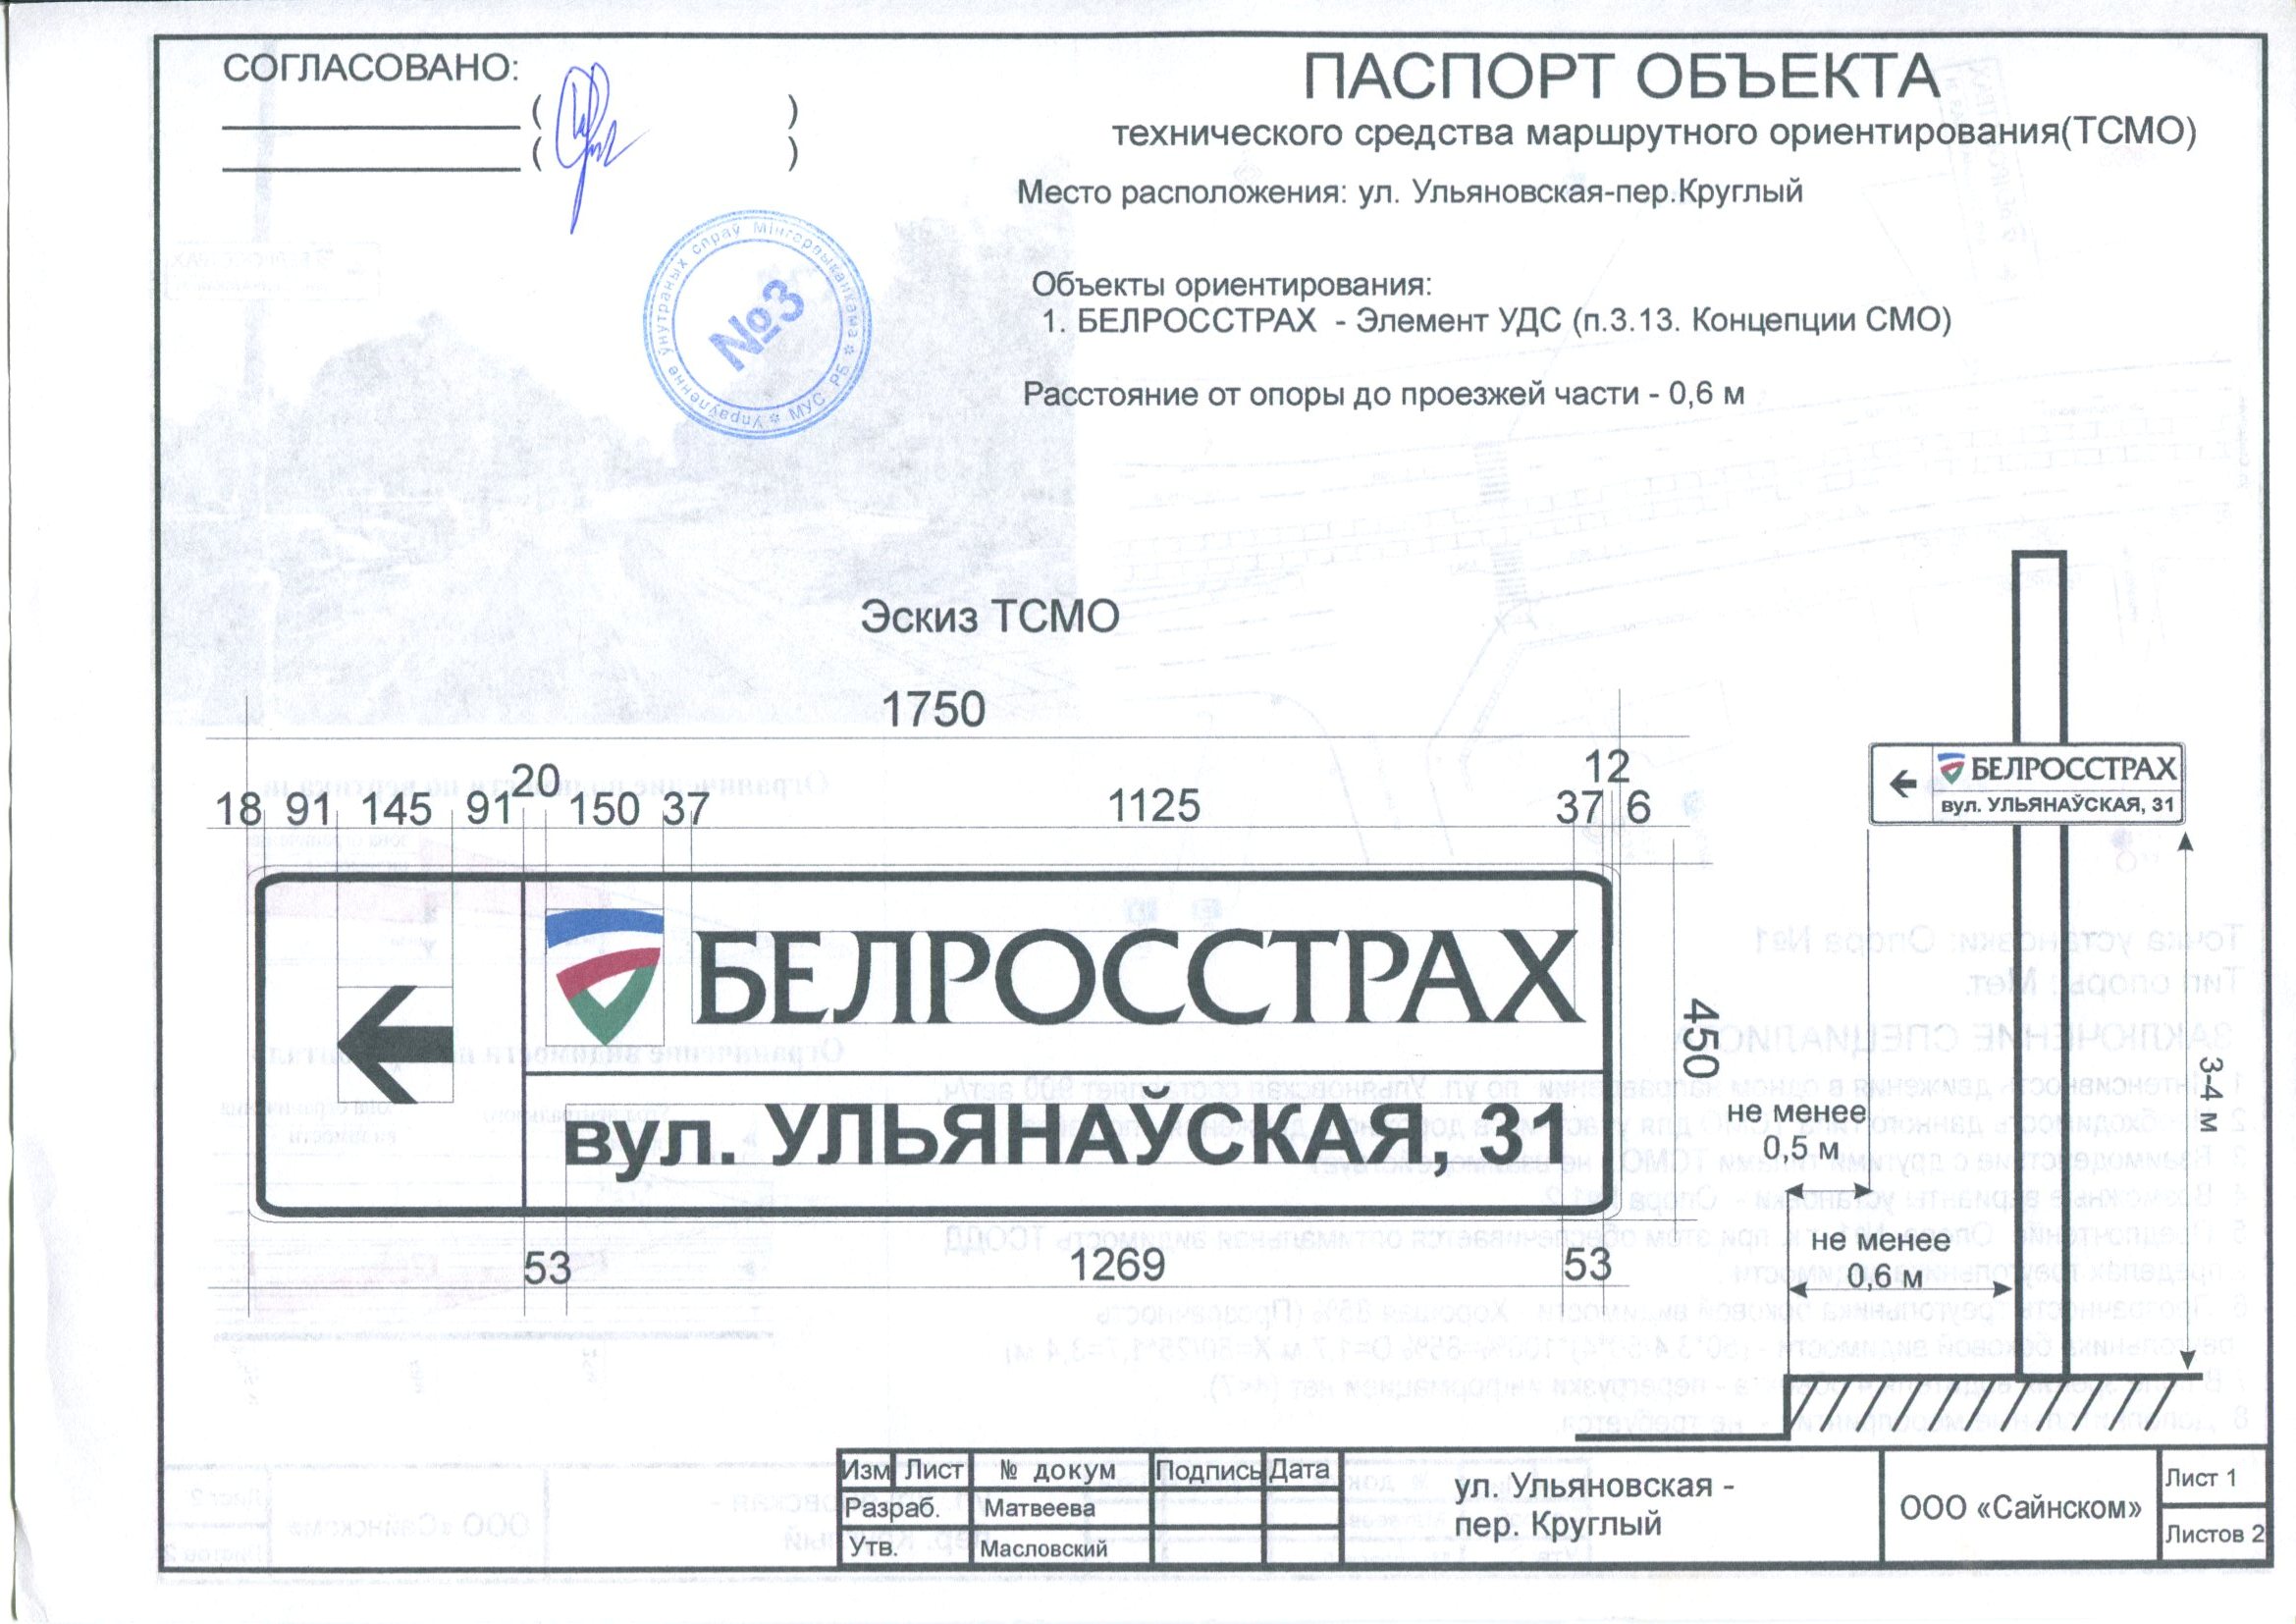 СОГЛАСОВАНО:
( )
( )
ПАСПОРТ ОБЪЕКТА
технического средства маршрутного ориентирования(ТСМО)
Место расположения: ул. Ульяновская-пер.Круглый
Объекты ориентирования:
1. БЕЛРОССТРАХ - Элемент УДС (п.3.13. Концепции СМО)
Расстояние от опоры до проезжей части - 0,6 м
Упраўленне ўнутраных спраў Мінгарвыканкама * МУС РБ *
№3
Эскиз ТСМО
1750
20
12
18 91 145 91 150 37 1125 37 6
БЕЛРОССТРАХ
вул. УЛЬЯНАЎСКАЯ, 31
450
53 1269 53
БЕЛРОССТРАХ
вул. УЛЬЯНАЎСКАЯ, 31
3-4 м
не менее
0,5 м
не менее
0,6 м
Изм Лист № докум Подпись Дата
Разраб. Матвеева
Утв. Масловский
ул. Ульяновская -
пер. Круглый
ООО «Сайнском»
Лист 1
Листов 2